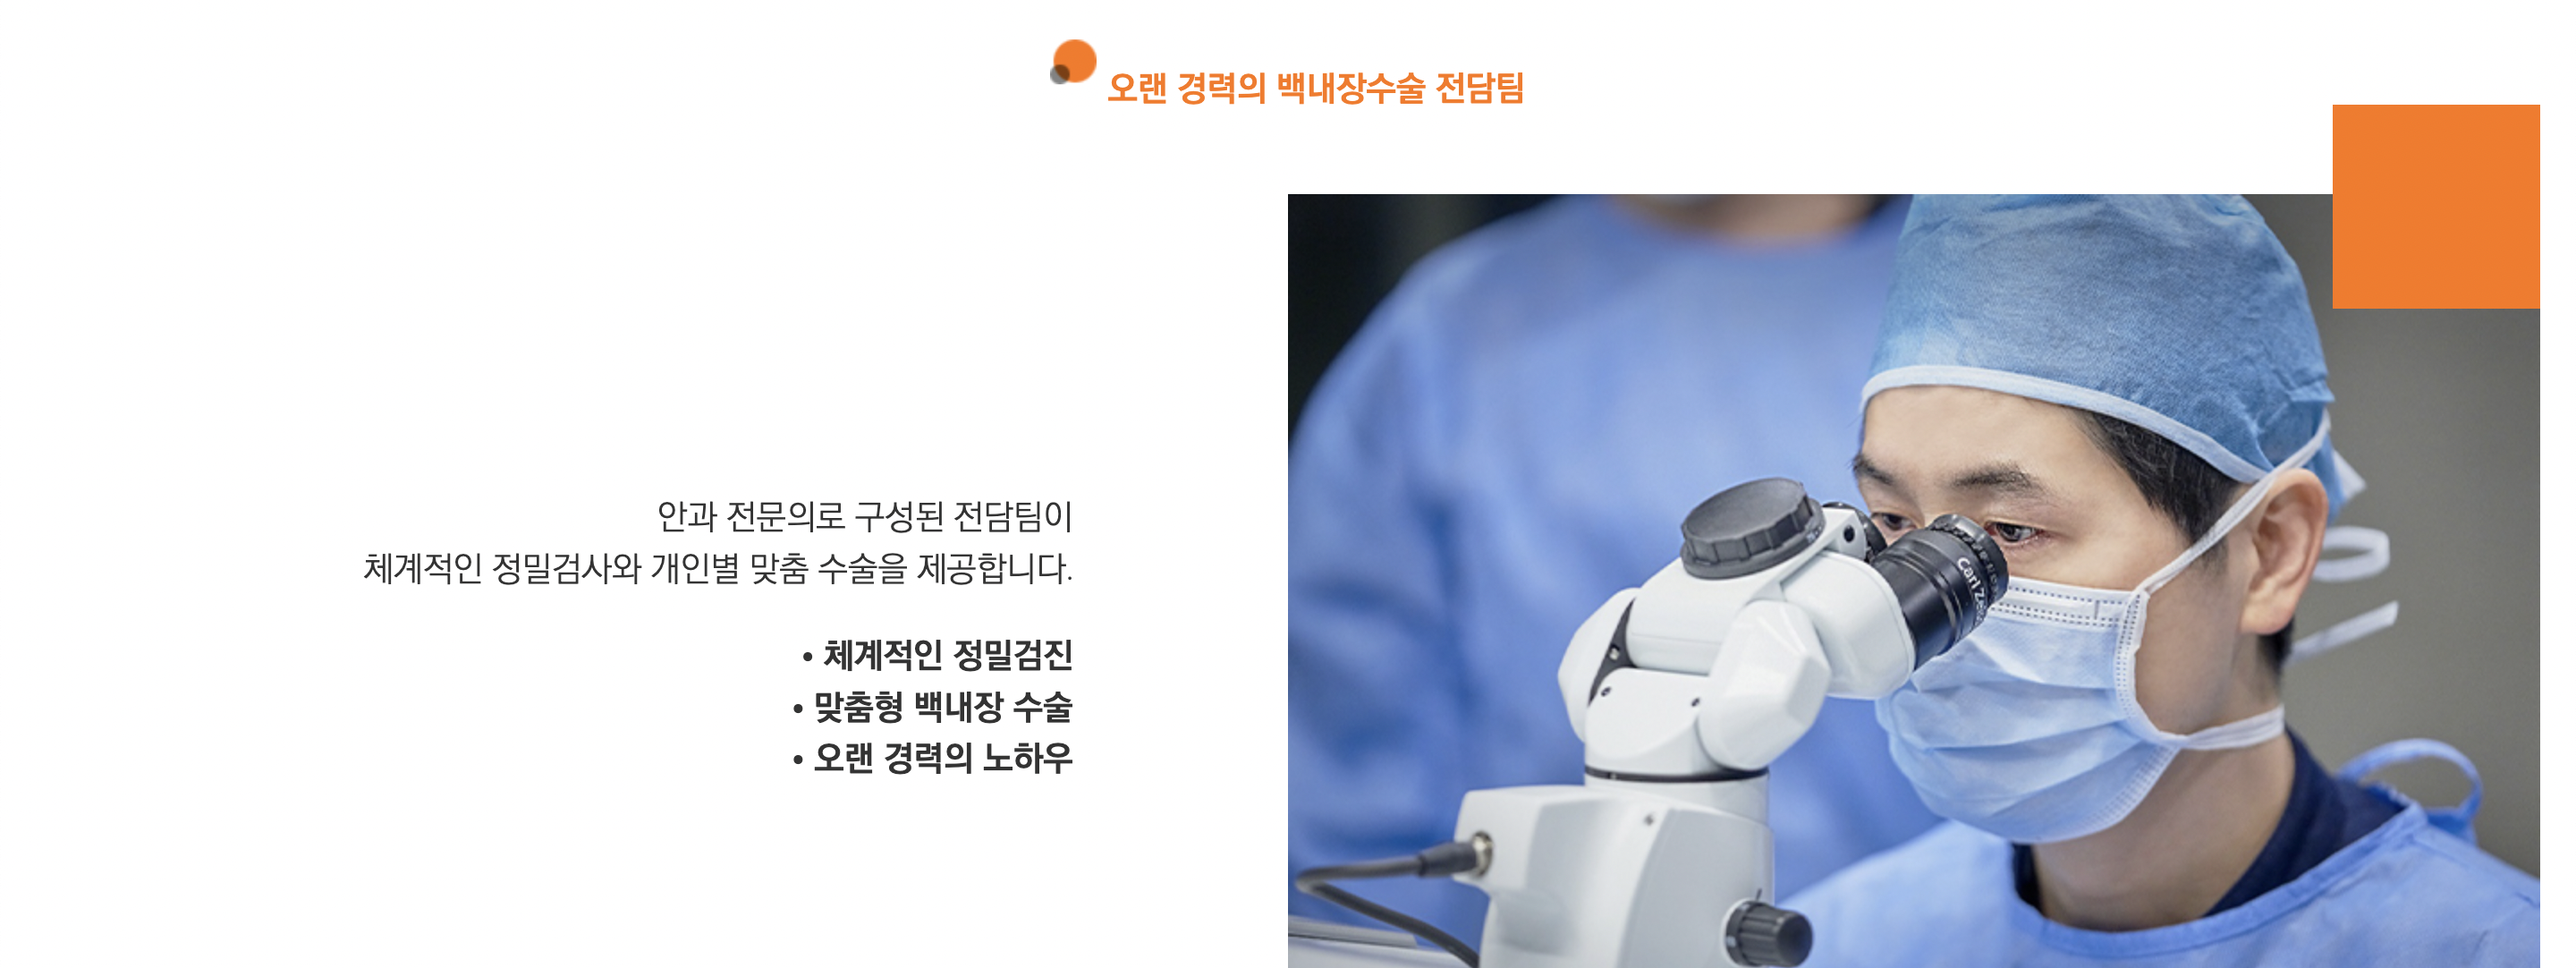 오랜 경력의 백내장수술 전담팀
안과 전문의로 구성된 전담팀이
체계적인 정밀검사와 개인별 맞춤 수술을 제공합니다.
• 체계적인 정밀검진
• 맞춤형 백내장 수술
• 오랜 경력의 노하우
Carl